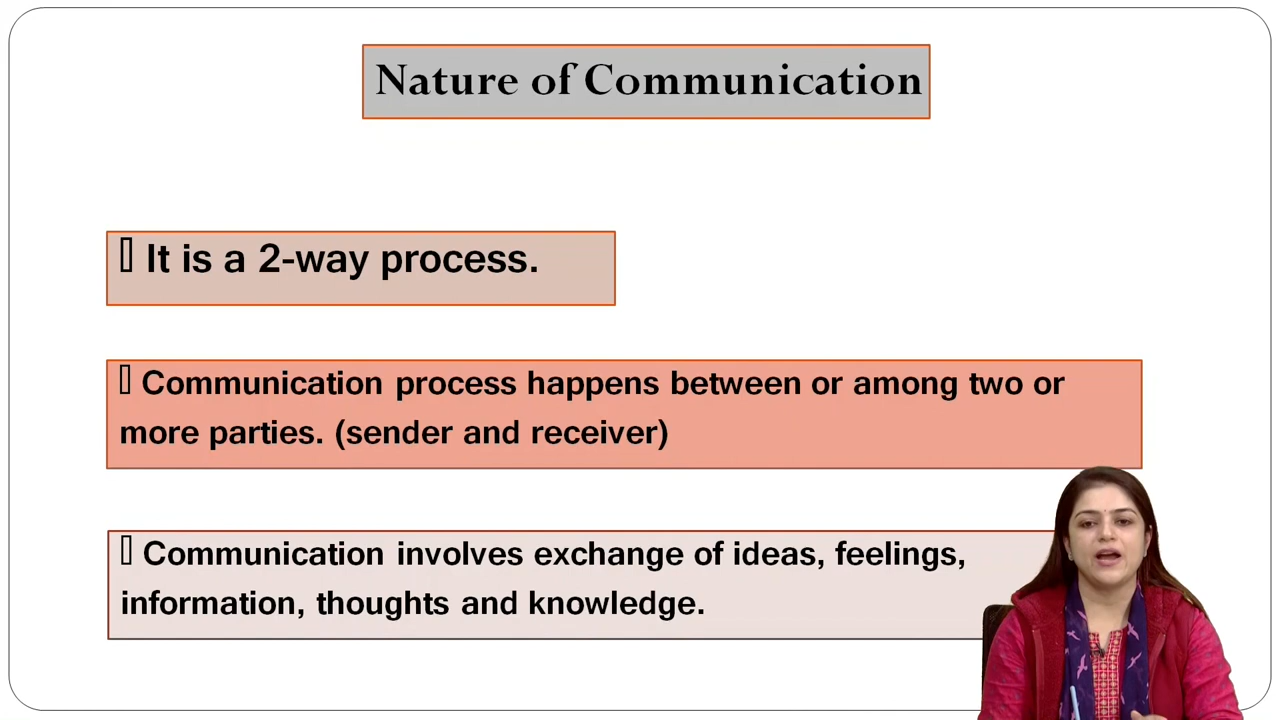 Nature of Communication
▯ It is a 2-way process.
▯ Communication process happens between or among two or
more parties. (sender and receiver)
▯ Communication involves exchange of ideas, feelings,
information, thoughts and knowledge.